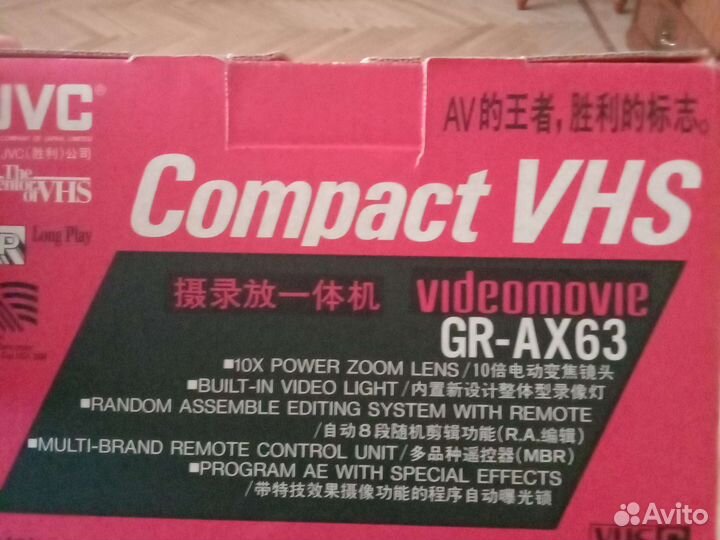 JVC®
JVC(胜利)公司
The
of VHS
Long Play
AV的王者,胜利的标志。
Compact VHS
摄录放一体机 videomovie
GR-AX63
■10X POWER ZOOM LENS/10倍电动变焦镜头
■BUILT-IN VIDEO LIGHT/内置新设计整体型录像灯
■RANDOM ASSEMBLE EDITING SYSTEM WITH REMOTE
/自动8段随机剪辑功能(R.A.编辑)
■MULTI-BRAND REMOTE CONTROL UNIT/多品种遥控器(MBR)
■PROGRAM AE WITH SPECIAL EFFECTS
/带特技效果摄像功能的程序自动曝光锁
VHS
Avito